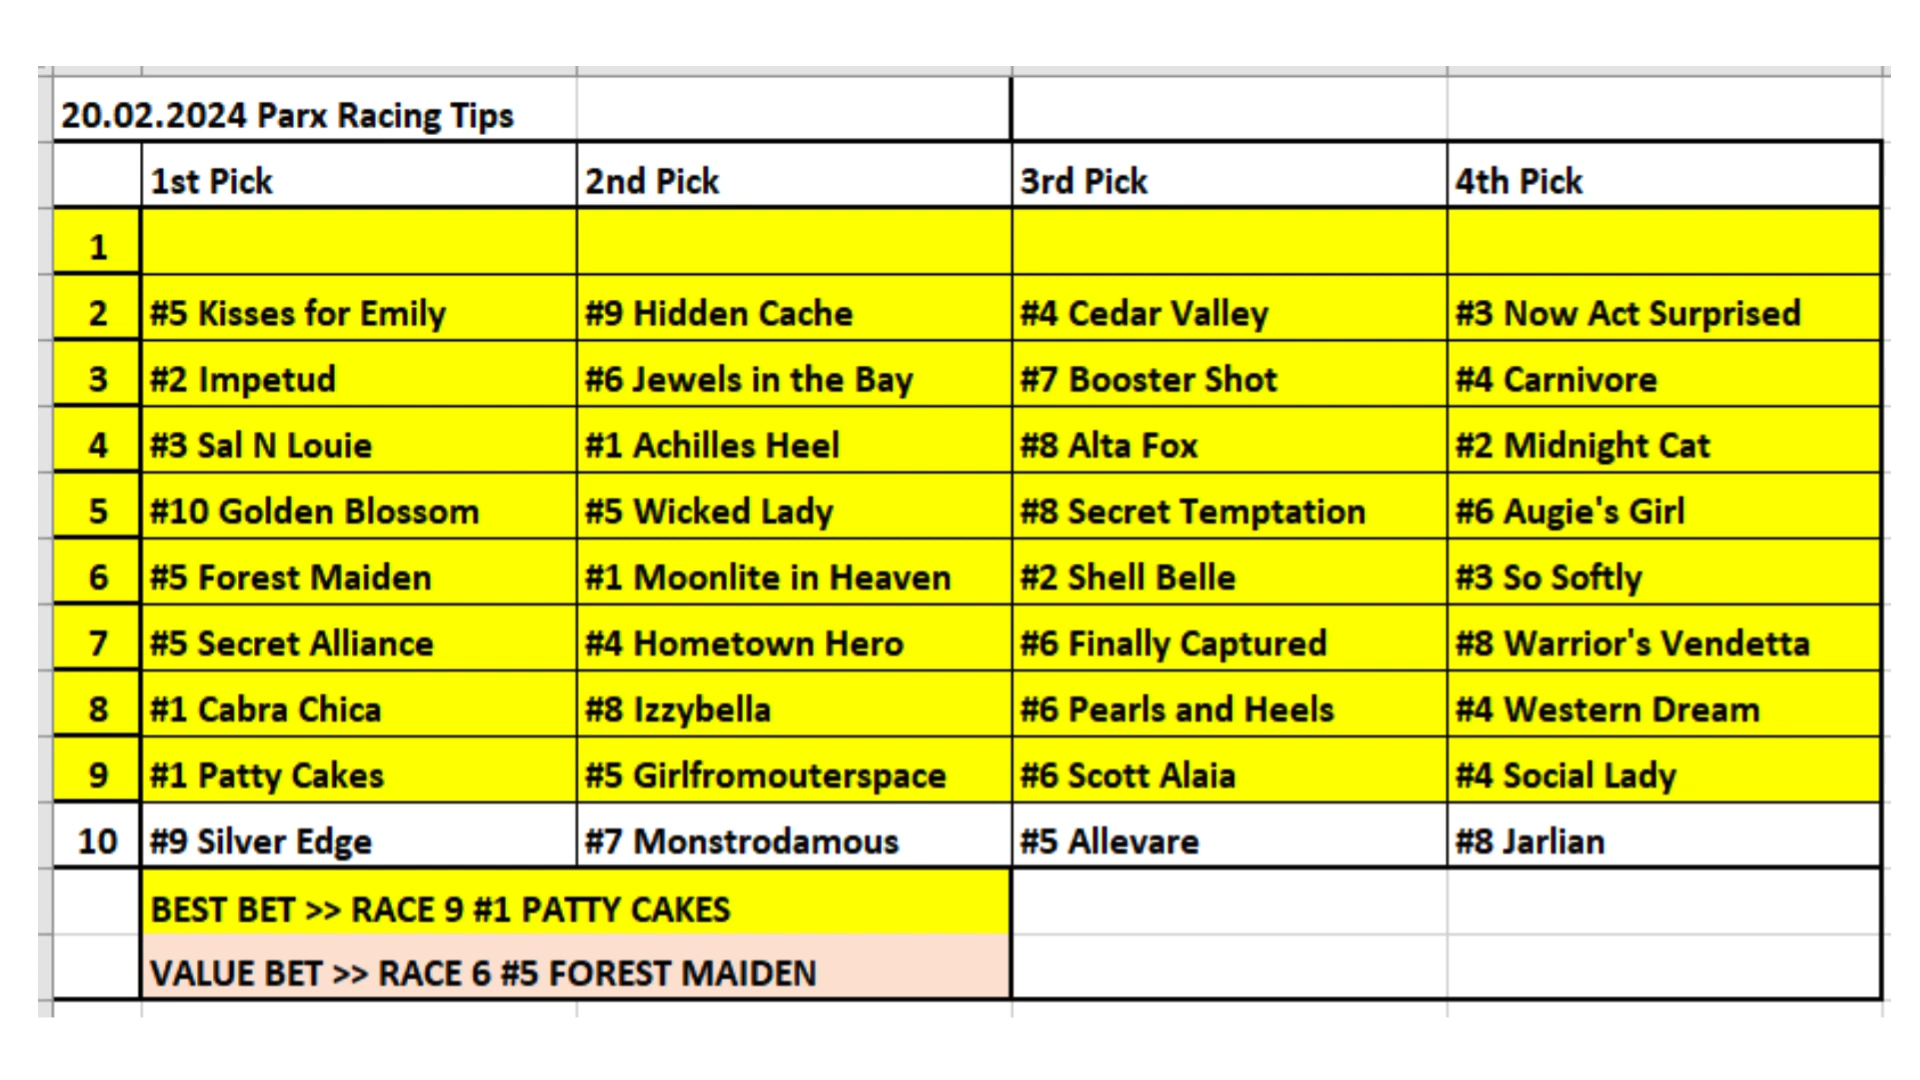 20.02.2024 Parx Racing Tips
1st Pick 2nd Pick 3rd Pick 4th Pick
1
2 #5 Kisses for Emily #9 Hidden Cache #4 Cedar Valley #3 Now Act Surprised
3 #2 Impetud #6 Jewels in the Bay #7 Booster Shot #4 Carnivore
4 #3 Sal N Louie #1 Achilles Heel #8 Alta Fox #2 Midnight Cat
5 #10 Golden Blossom #5 Wicked Lady #8 Secret Temptation #6 Augie's Girl
6 #5 Forest Maiden #1 Moonlite in Heaven #2 Shell Belle #3 So Softly
7 #5 Secret Alliance #4 Hometown Hero #6 Finally Captured #8 Warrior's Vendetta
8 #1 Cabra Chica #8 Izzybella #6 Pearls and Heels #4 Western Dream
9 #1 Patty Cakes #5 Girlfromouterspace #6 Scott Alaia #4 Social Lady
10 #9 Silver Edge #7 Monstrodamous #5 Allevare #8 Jarlian
BEST BET >> RACE 9 #1 PATTY CAKES
VALUE BET >> RACE 6 #5 FOREST MAIDEN